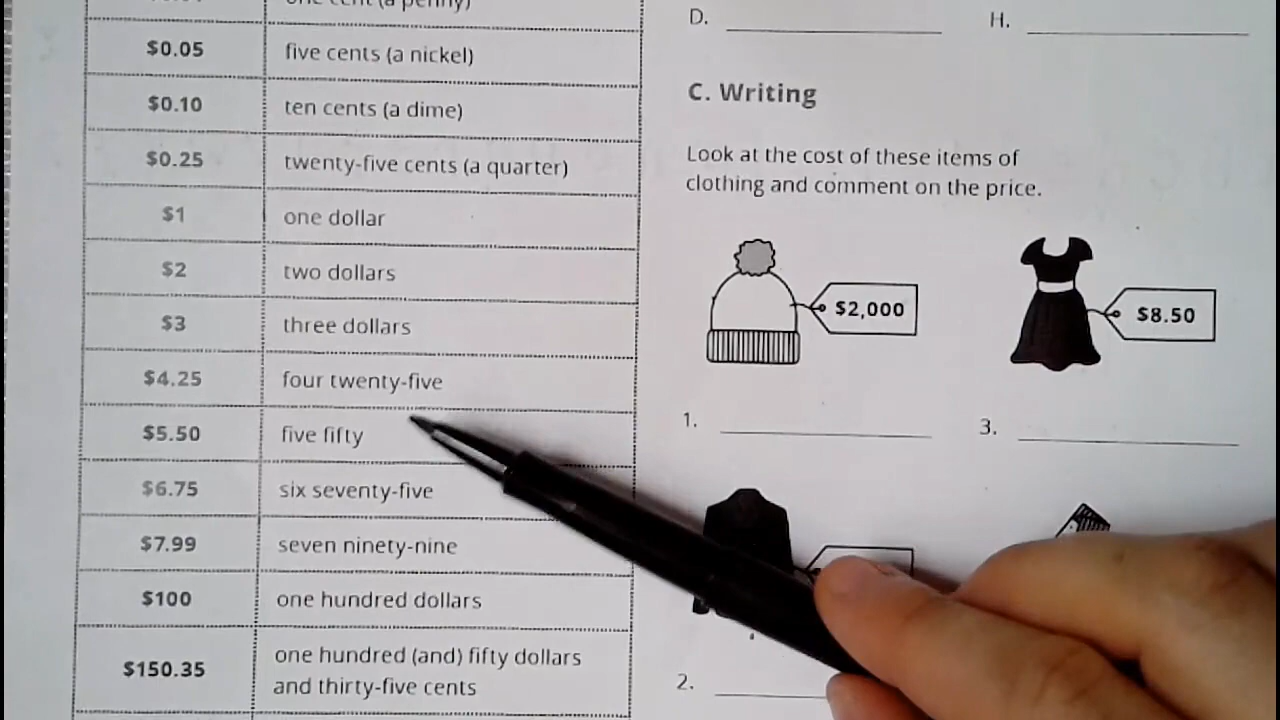 one cent (a penny)
$0.05 five cents (a nickel)
$0.10 ten cents (a dime)
$0.25 twenty-five cents (a quarter)
$1 one dollar
$2 two dollars
$3 three dollars
$4.25 four twenty-five
$5.50 five fifty
$6.75 six seventy-five
$7.99 seven ninety-nine
$100 one hundred dollars
$150.35 one hundred (and) fifty dollars
and thirty-five cents
D. H.
C. Writing
Look at the cost of these items of
clothing and comment on the price.
$2,000 $8.50
1. 3.
2.